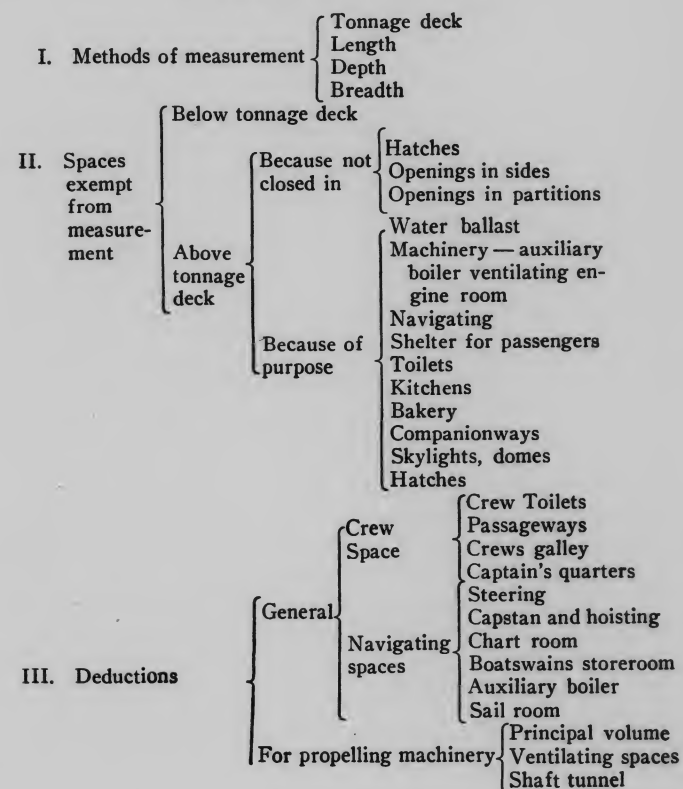 I. Methods of measurement
Tonnage deck
Length
Depth
Breadth
II. Spaces
exempt
from
measure-
ment
Below tonnage deck
Above
tonnage
deck
Because not
closed in
Hatches
Openings in sides
Openings in partitions
Because of
purpose
Water ballast
Machinery — auxiliary
boiler ventilating en-
gine room
Navigating
Shelter for passengers
Toilets
Kitchens
Bakery
Companionways
Skylights, domes
Hatches
III. Deductions
General
Crew
Space
Crew Toilets
Passageways
Crews galley
Captain's quarters
Navigating
spaces
Steering
Capstan and hoisting
Chart room
Boatswains storeroom
Auxiliary boiler
Sail room
For propelling machinery
Principal volume
Ventilating spaces
Shaft tunnel